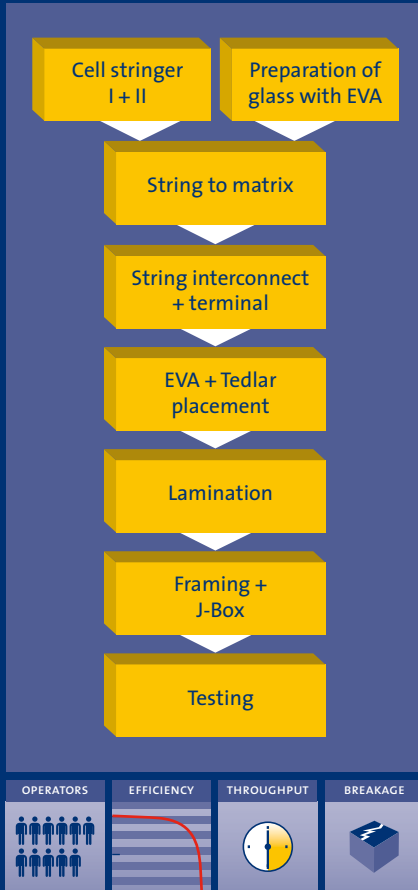 Cell stringer
I + II
Preparation of
glass with EVA
String to matrix
String interconnect
+ terminal
EVA + Tedlar
placement
Lamination
Framing +
J-Box
Testing
OPERATORS
EFFICIENCY
THROUGHPUT
BREAKAGE